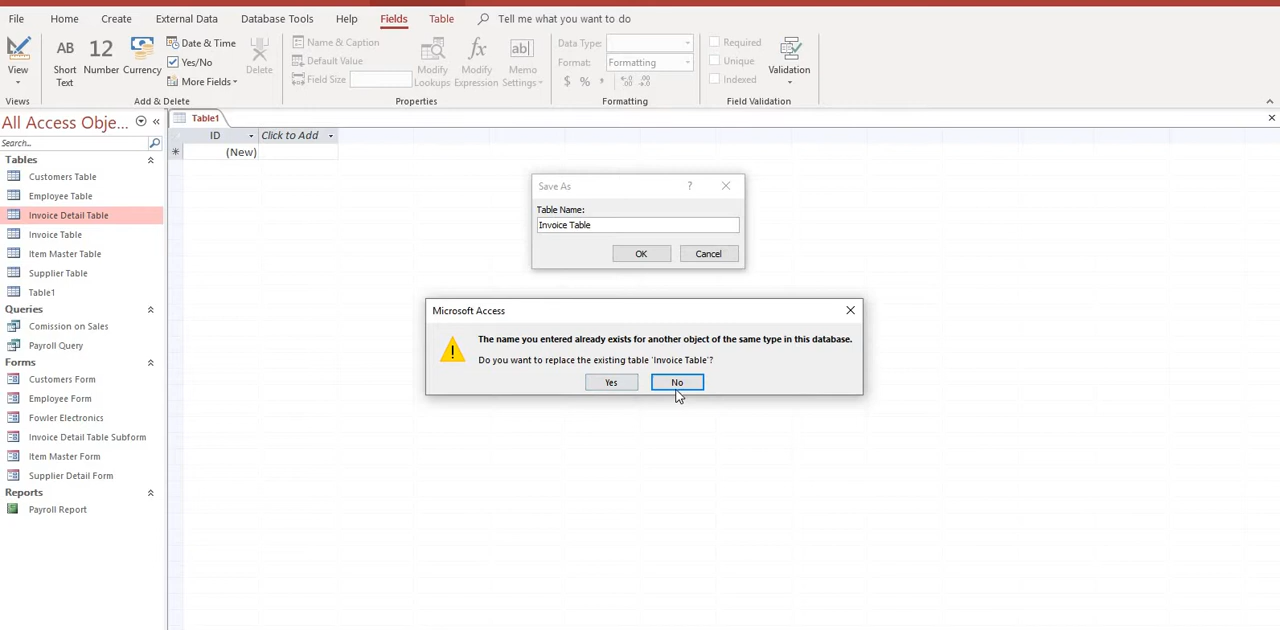 File Home Create External Data Database Tools Help Fields Table Tell me what you want to do
View
Views
AB
Short
Text
12
Number
Currency
Date & Time
Yes/No
More Fields
Delete
Add & Delete
Name & Caption
Default Value
Field Size
Modify
Lookups
fx
Modify
Expression
ab|
Memo
Settings
Properties
Data Type:
Format: Formatting
$ % ,
Formatting
Required
Unique
Indexed
Validation
Field Validation
All Access Obje...
Search...
Tables
Customers Table
Employee Table
Invoice Detail Table
Invoice Table
Item Master Table
Supplier Table
Table1
Queries
Comission on Sales
Payroll Query
Forms
Customers Form
Employee Form
Fowler Electronics
Invoice Detail Table Subform
Item Master Form
Supplier Detail Form
Reports
Payroll Report
Table1
ID Click to Add
(New)
Save As ?
Table Name:
Invoice Table
OK Cancel
Microsoft Access
The name you entered already exists for another object of the same type in this database.
Do you want to replace the existing table 'Invoice Table'?
Yes No